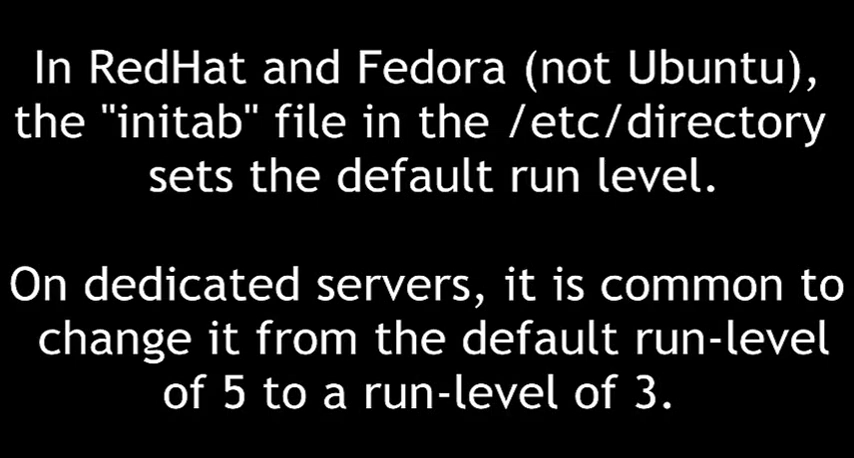 In RedHat and Fedora (not Ubuntu),
the "initab" file in the /etc/directory
sets the default run level.
On dedicated servers, it is common to
change it from the default run-level
of 5 to a run-level of 3.